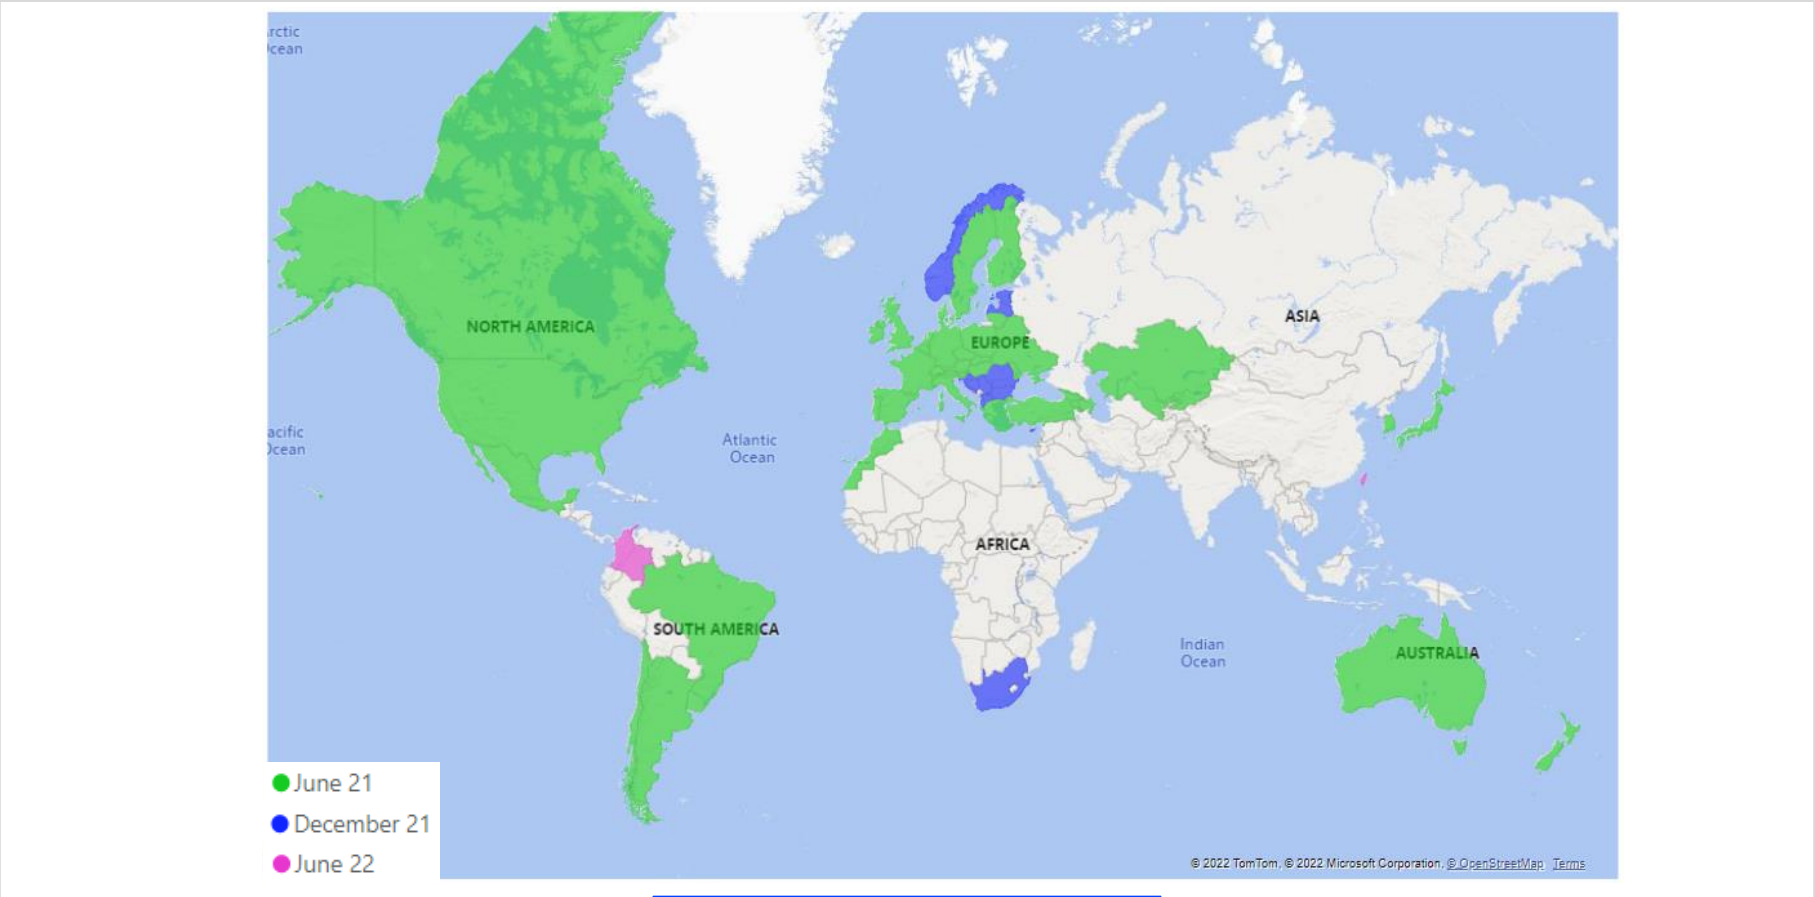 rctic
cean
NORTH AMERICA
ASIA
EUROPE
acific
cean
Atlantic
Ocean
AFRICA
SOUTH AMERICA
Indian
Ocean
AUSTRALIA
June 21
December 21
June 22
© 2022 TomTom, © 2022 Microsoft Corporation, © OpenStreetMap Terms